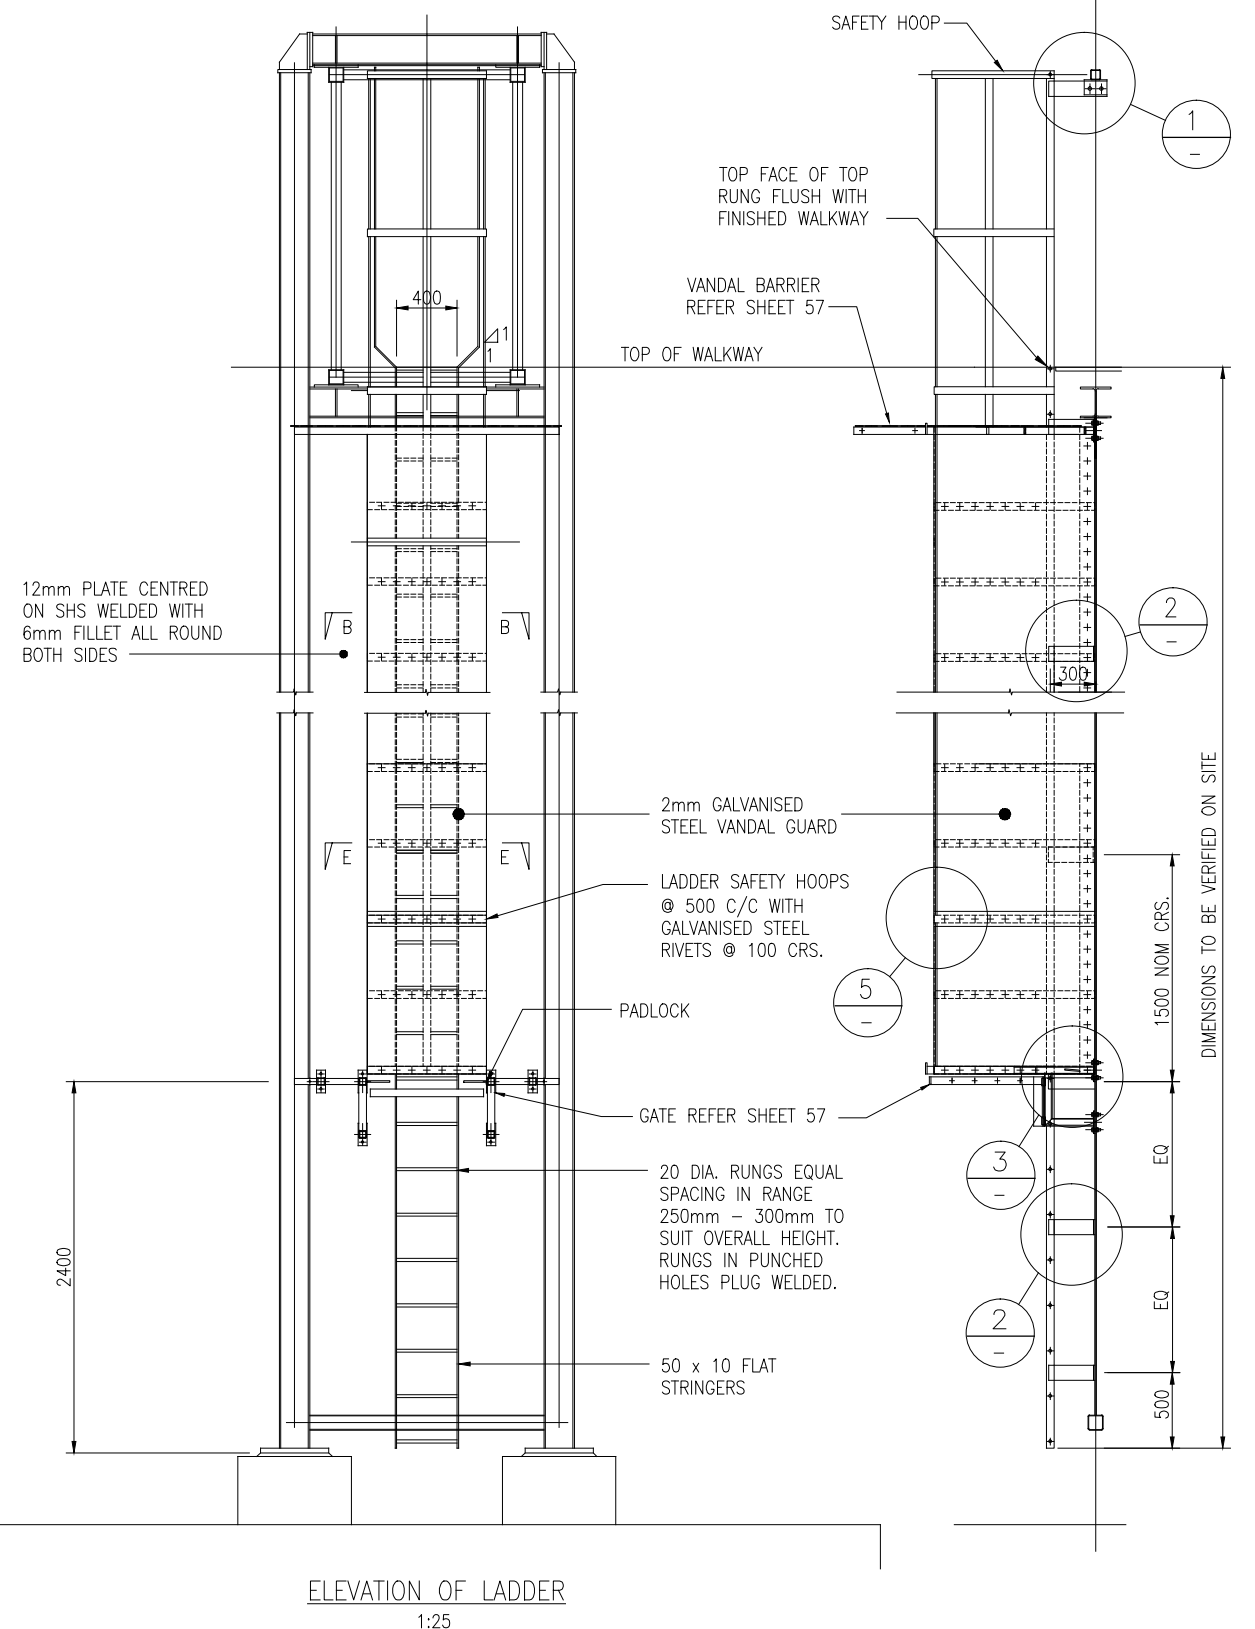 SAFETY HOOP
1
-
TOP FACE OF TOP
RUNG FLUSH WITH
FINISHED WALKWAY
VANDAL BARRIER
REFER SHEET 57
400
1
1
TOP OF WALKWAY
12mm PLATE CENTRED
ON SHS WELDED WITH
6mm FILLET ALL ROUND
BOTH SIDES
B
B
2
-
300
2mm GALVANISED
STEEL VANDAL GUARD
E
E
LADDER SAFETY HOOPS
@ 500 C/C WITH
GALVANISED STEEL
RIVETS @ 100 CRS.
5
-
PADLOCK
GATE REFER SHEET 57
3
-
20 DIA. RUNGS EQUAL
SPACING IN RANGE
250mm - 300mm TO
SUIT OVERALL HEIGHT.
RUNGS IN PUNCHED
HOLES PLUG WELDED.
2
-
50 x 10 FLAT
STRINGERS
2400
1500 NOM CRS.
EQ
EQ
500
DIMENSIONS TO BE VERIFIED ON SITE
ELEVATION OF LADDER
1:25